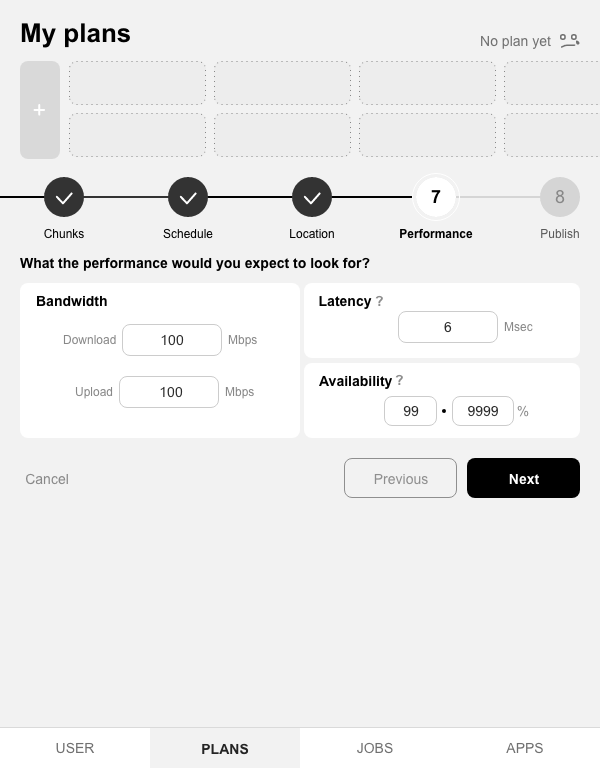 My plans
No plan yet
+
7
8
Chunks
Schedule
Location
Performance
Publish
What the performance would you expect to look for?
Bandwidth
Download 100 Mbps
Upload 100 Mbps
Latency ?
6 Msec
Availability ?
99 • 9999 %
Cancel
Previous
Next
USER
PLANS
JOBS
APPS